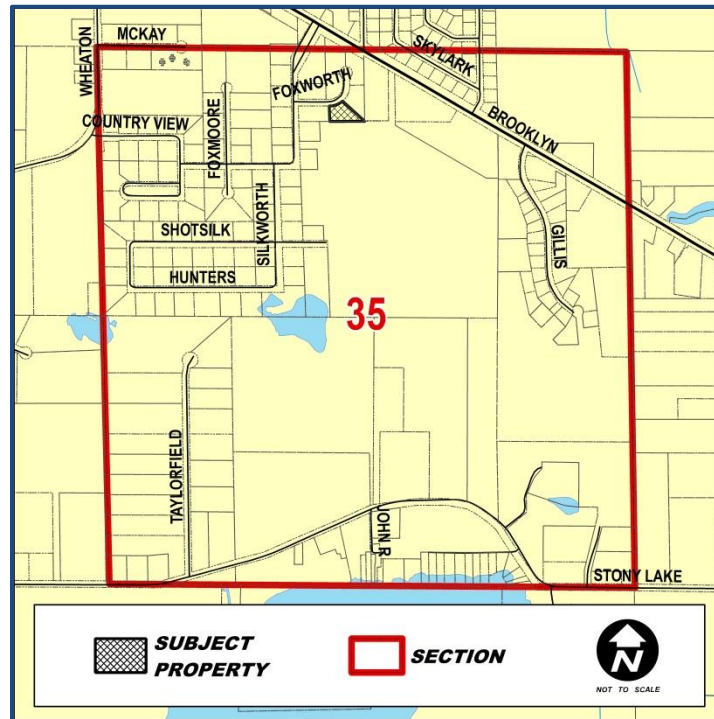 MCKAY
WHEATON
SKYLARK
FOXWORTH
COUNTRY VIEW
FOXMOORE
BROOKLYN
SILKWORTH
SHOTSILK
GILLIS
HUNTERS
35
TAYLORFIELD
JOHN R
STONY LAKE
SUBJECT
PROPERTY
SECTION
N
NOT TO SCALE